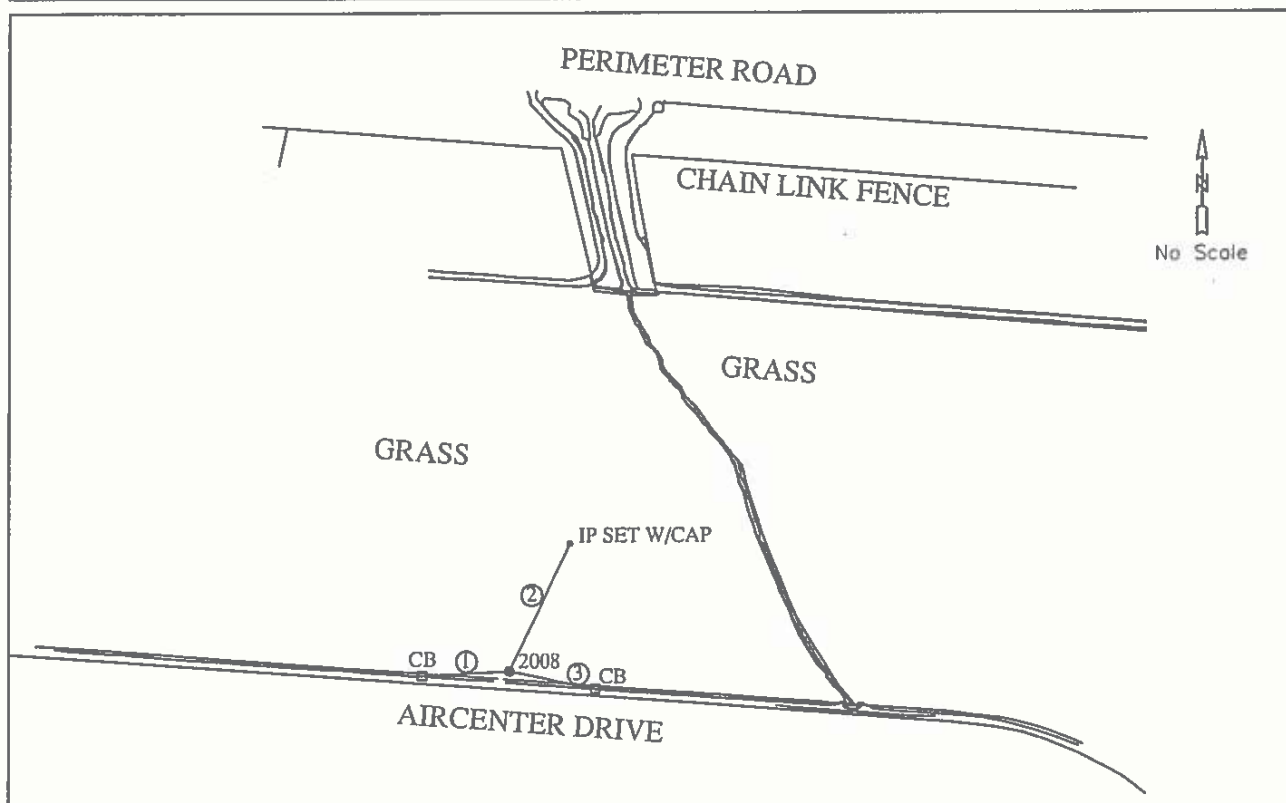 PERIMETER ROAD
CHAIN LINK FENCE
N
No Scale
GRASS
GRASS
IP SET W/CAP
②
CB ① 2008 ③ CB
AIRCENTER DRIVE